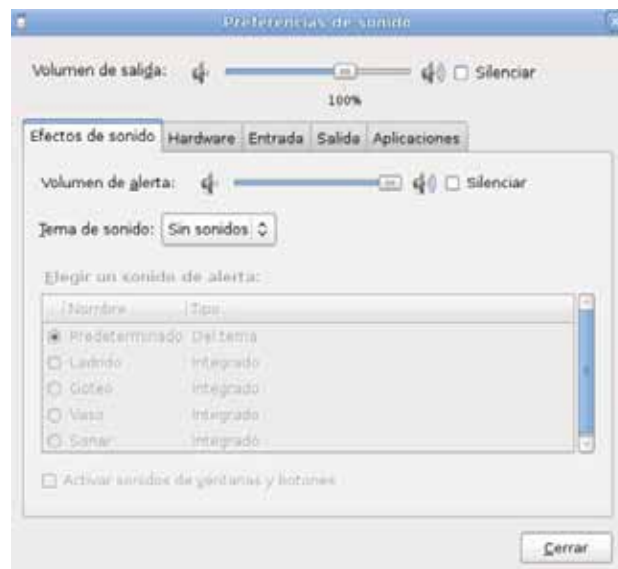 Preferencias de sonido
Volumen de salida: Silenciar
100%
Efectos de sonido Hardware Entrada Salida Aplicaciones
Volumen de alerta: Silenciar
Tema de sonido: Sin sonidos
Elegir un sonido de alerta:
Nombre Tipo
Predeterminado Del tema
Ladrido Integrado
Goteo Integrado
Vaso Integrado
Sonar Integrado
Activar sonidos de ventanas y botones
Cerrar